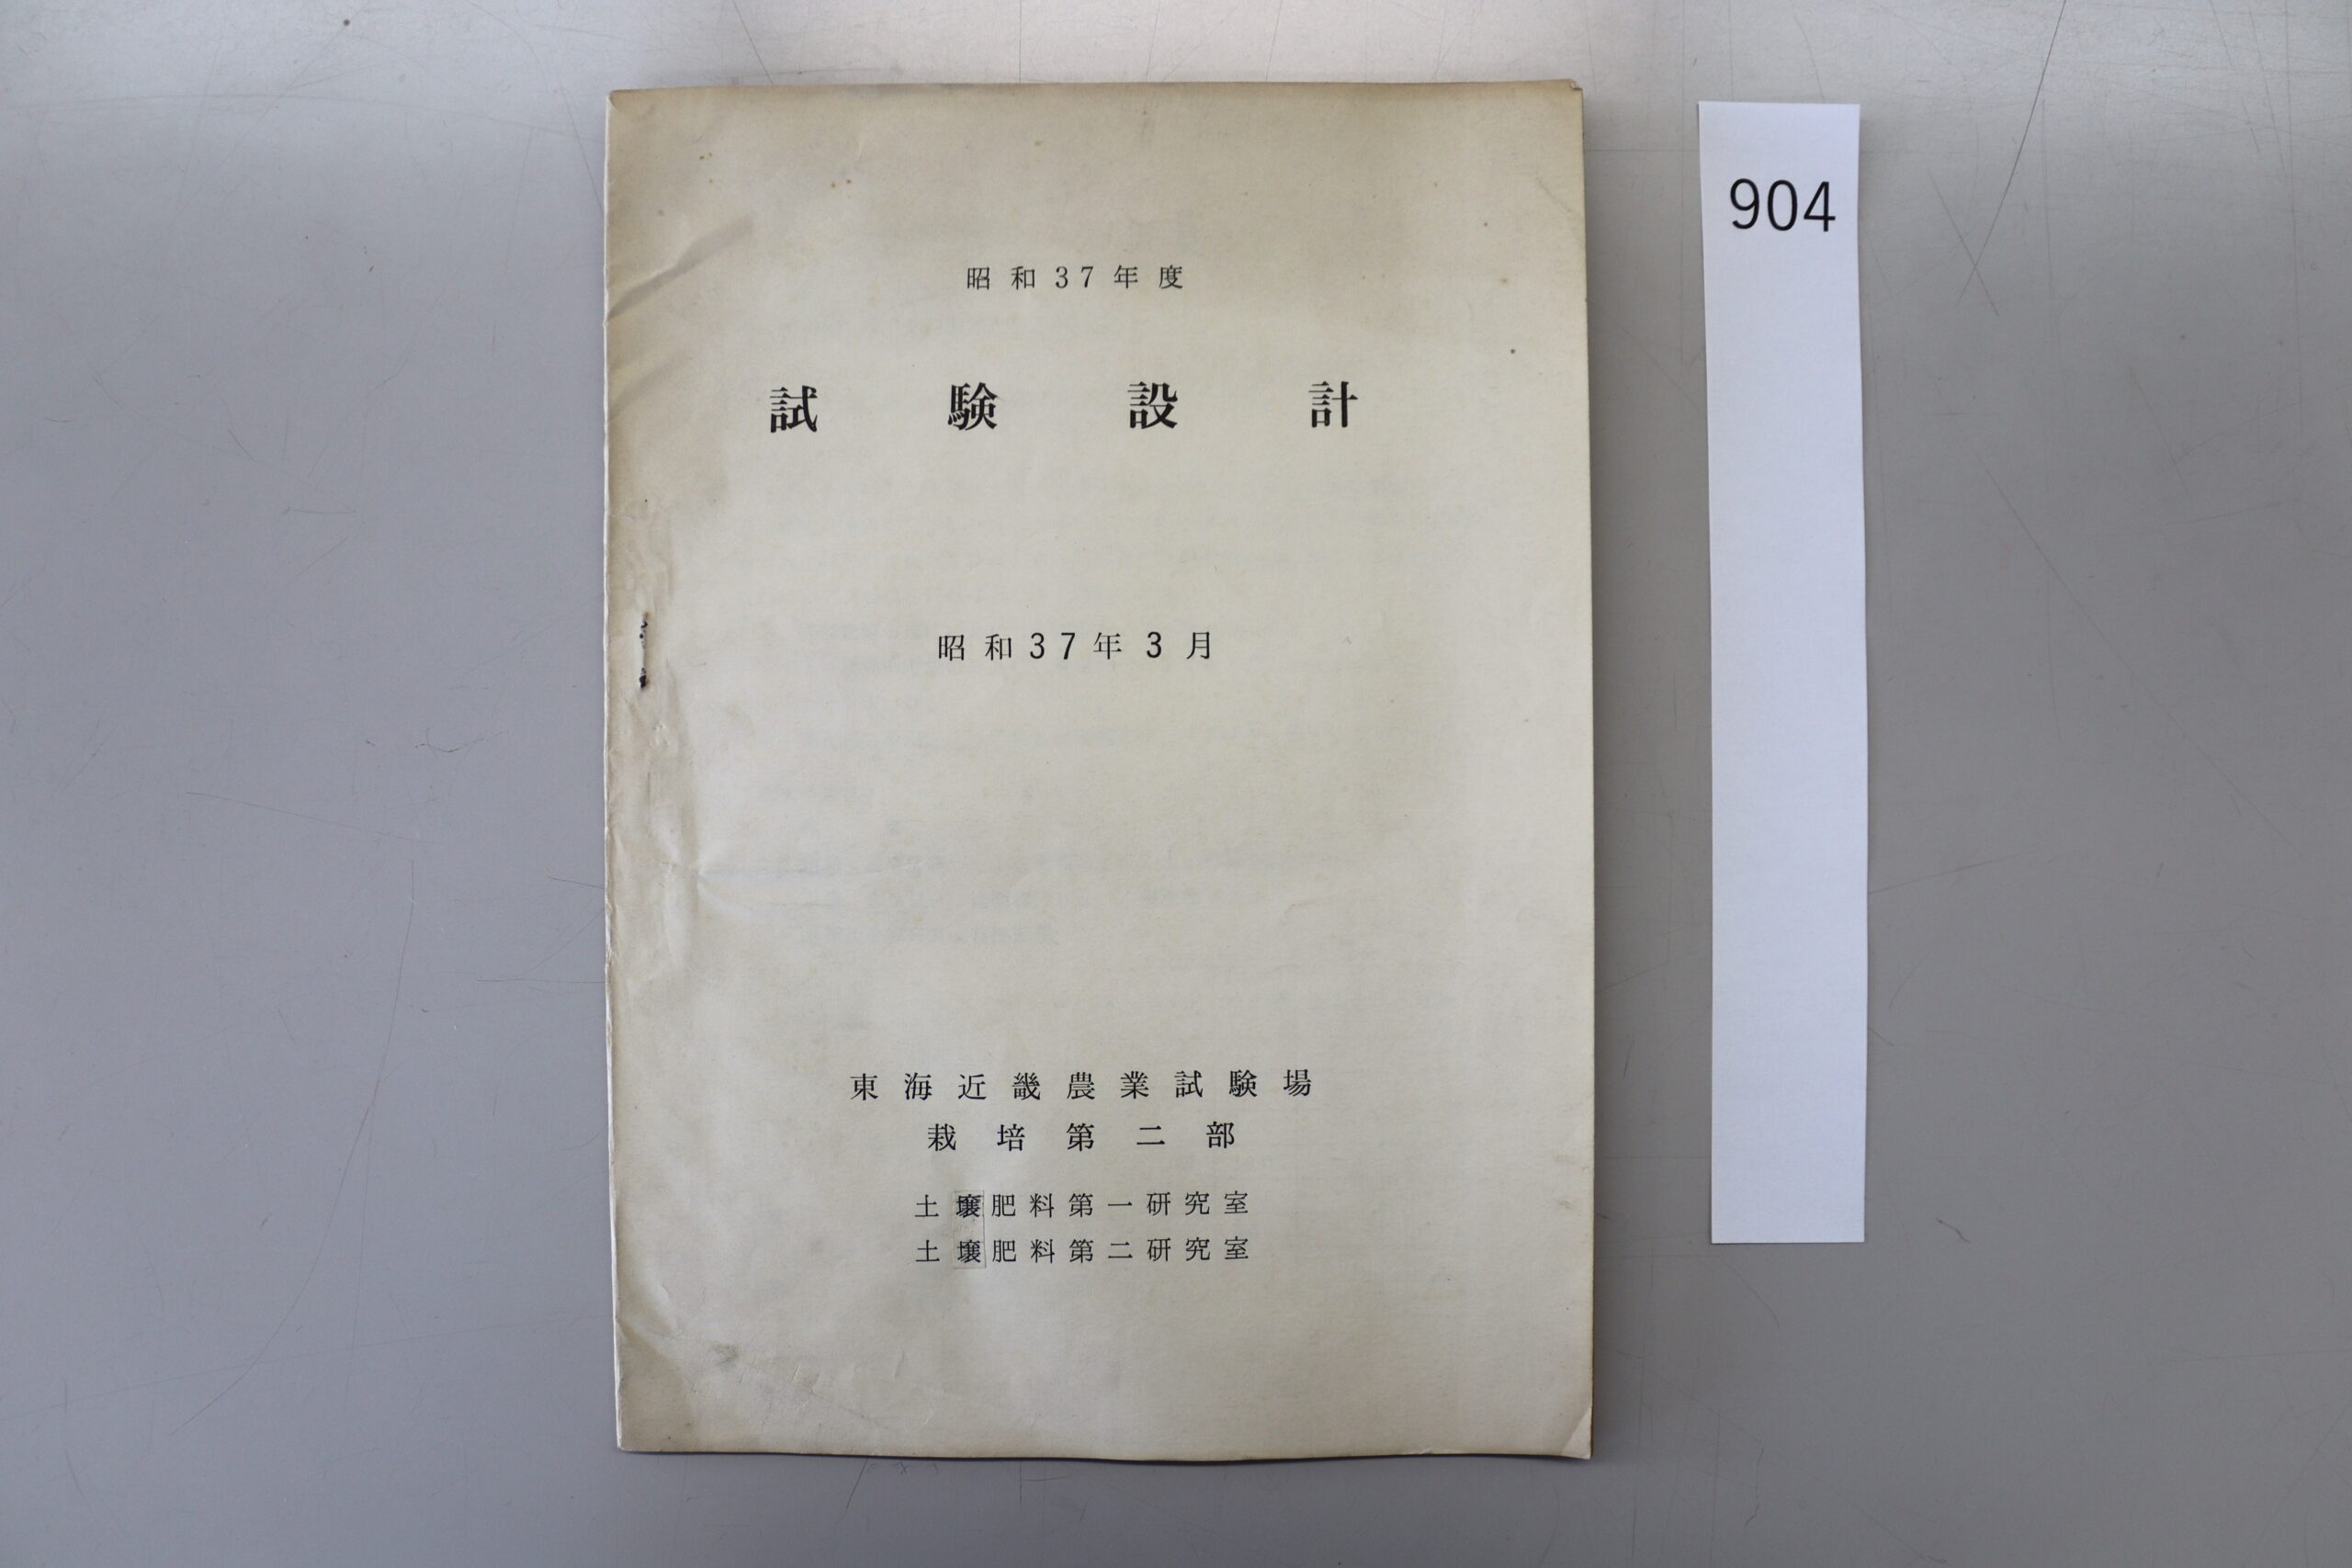 昭和37年度
試験設計
昭和37年3月
東海近畿農業試験場
栽培第二部
土壌肥料第一研究室
土壌肥料第二研究室
904